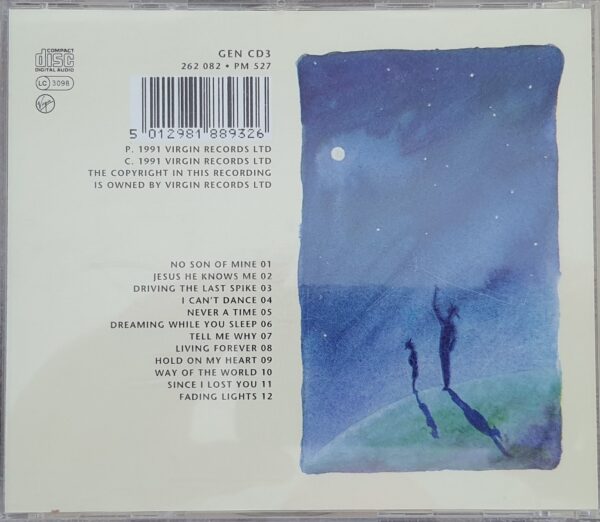 COMPACT
disc
DIGITAL AUDIO
LC 3098
Virgin
GEN CD3
262 082 • PM 527
5 012981 889326
P. 1991 VIRGIN RECORDS LTD
C. 1991 VIRGIN RECORDS LTD
THE COPYRIGHT IN THIS RECORDING
IS OWNED BY VIRGIN RECORDS LTD
NO SON OF MINE 01
JESUS HE KNOWS ME 02
DRIVING THE LAST SPIKE 03
I CAN'T DANCE 04
NEVER A TIME 05
DREAMING WHILE YOU SLEEP 06
TELL ME WHY 07
LIVING FOREVER 08
HOLD ON MY HEART 09
WAY OF THE WORLD 10
SINCE I LOST YOU 11
FADING LIGHTS 12